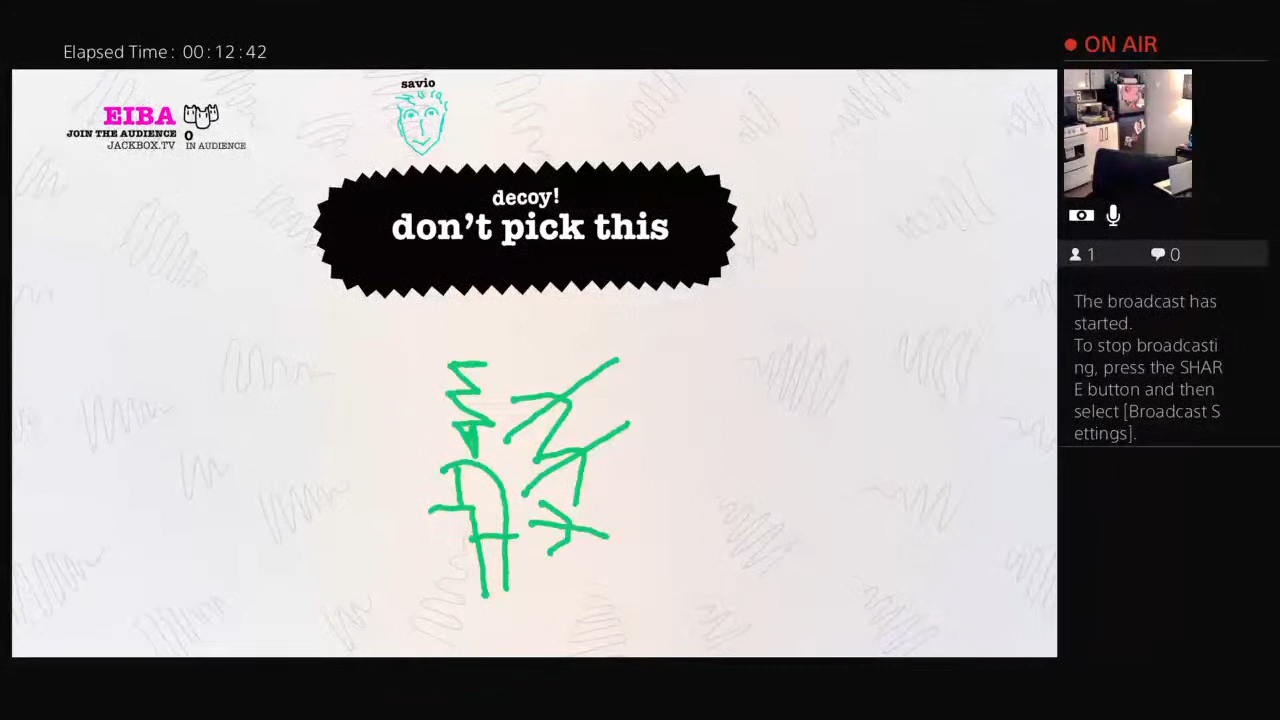 Elapsed Time: 00:12:42
ON AIR
savio
EIBA
JOIN THE AUDIENCE
0
JACKBOX.TV
IN AUDIENCE
decoy!
don't pick this
1
0
The broadcast has
started.
To stop broadcasti
ng, press the SHAR
E button and then
select [Broadcast S
ettings].